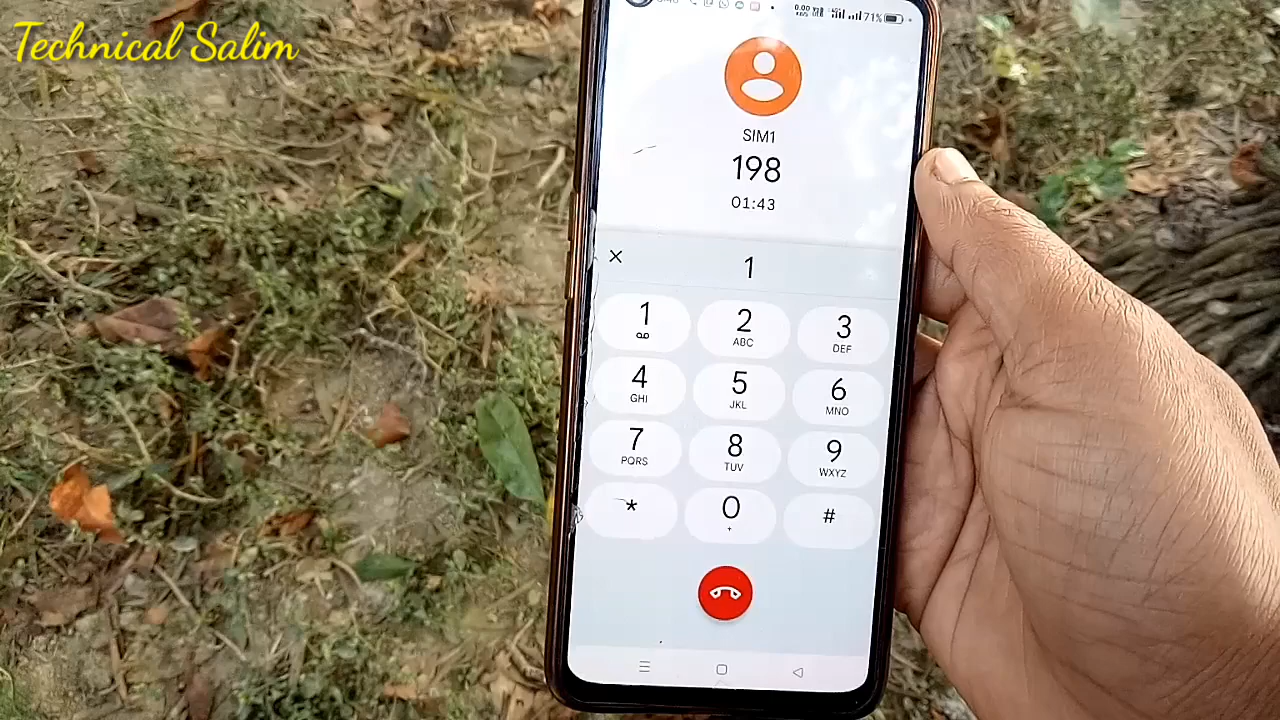 Technical Salim
71%
SIM1
198
01:43
× 1
1 2 3
ABC DEF
4 5 6
GHI JKL MNO
7 8 9
PQRS TUV WXYZ
* 0 #
+